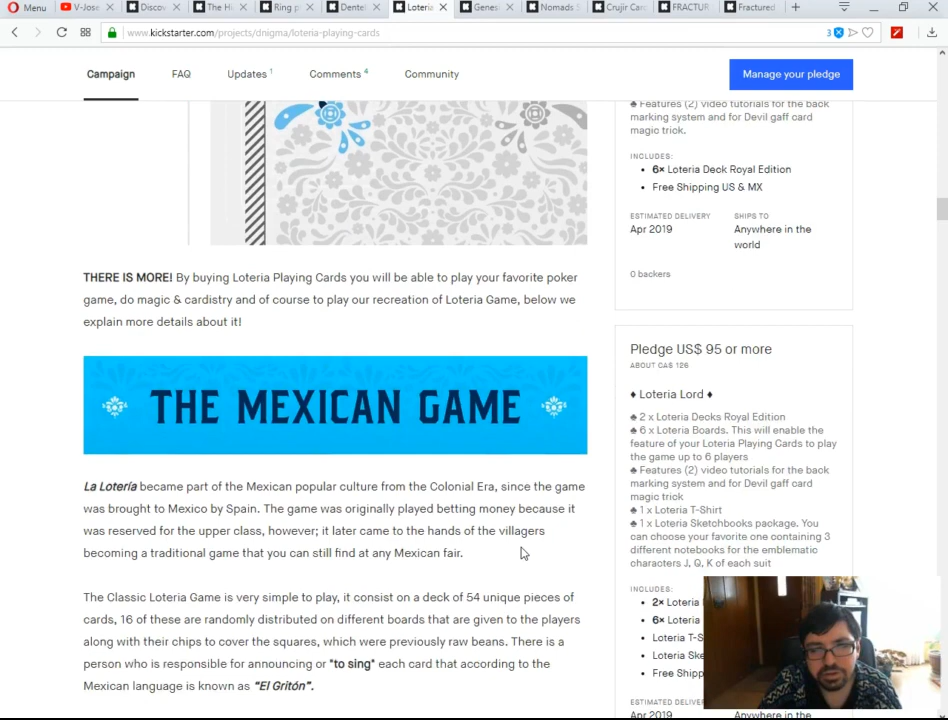 Menu
V-Jose
Discov
The Hi
Ring p
Dentel
Loteria
Genesi
Nomads S
Crujir Car
FRACTUR
Fractured
www.kickstarter.com/projects/dnigma/loteria-playing-cards
3
Campaign
FAQ
Updates 1
Comments 4
Community
Manage your pledge
♣ Features (2) video tutorials for the back
marking system and for Devil gaff card
magic trick.
INCLUDES:
• 6× Loteria Deck Royal Edition
• Free Shipping US & MX
ESTIMATED DELIVERY
Apr 2019
SHIPS TO
Anywhere in the
world
0 backers
THERE IS MORE! By buying Loteria Playing Cards you will be able to play your favorite poker
game, do magic & cardistry and of course to play our recreation of Loteria Game, below we
explain more details about it!
THE MEXICAN GAME
La Lotería became part of the Mexican popular culture from the Colonial Era, since the game
was brought to Mexico by Spain. The game was originally played betting money because it
was reserved for the upper class, however; it later came to the hands of the villagers
becoming a traditional game that you can still find at any Mexican fair.
The Classic Loteria Game is very simple to play, it consist on a deck of 54 unique pieces of
cards, 16 of these are randomly distributed on different boards that are given to the players
along with their chips to cover the squares, which were previously raw beans. There is a
person who is responsible for announcing or "to sing" each card that according to the
Mexican language is known as "El Gritón".
Pledge US$ 95 or more
ABOUT CA$ 126
♦ Loteria Lord ♦
♣ 2 x Loteria Decks Royal Edition
♣ 6 x Loteria Boards. This will enable the
feature of your Loteria Playing Cards to play
the game up to 6 players
♣ Features (2) video tutorials for the back
marking system and for Devil gaff card
magic trick
♣ 1 x Loteria T-Shirt
♣ 1 x Loteria Sketchbooks package. You
can choose your favorite one containing 3
different notebooks for the emblematic
characters J, Q, K of each suit
INCLUDES:
• 2× Loteria
• 6× Loteria
• Loteria T-S
• Loteria Ske
• Free Shipp
ESTIMATED DELIVERY
Apr 2019
Anywhere in the